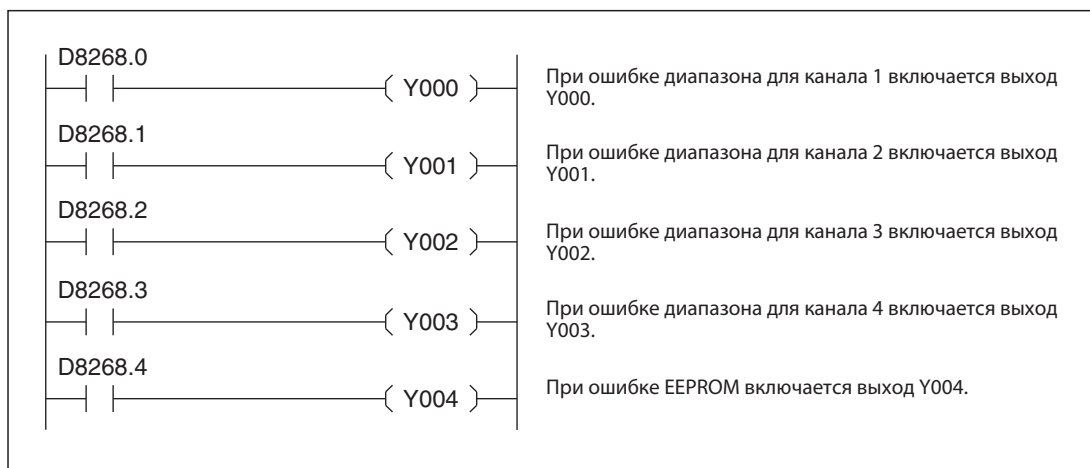 D8268.0
Y000
При ошибке диапазона для канала 1 включается выход
Y000.
D8268.1
Y001
При ошибке диапазона для канала 2 включается выход
Y001.
D8268.2
Y002
При ошибке диапазона для канала 3 включается выход
Y002.
D8268.3
Y003
При ошибке диапазона для канала 4 включается выход
Y003.
D8268.4
Y004
При ошибке EEPROM включается выход Y004.